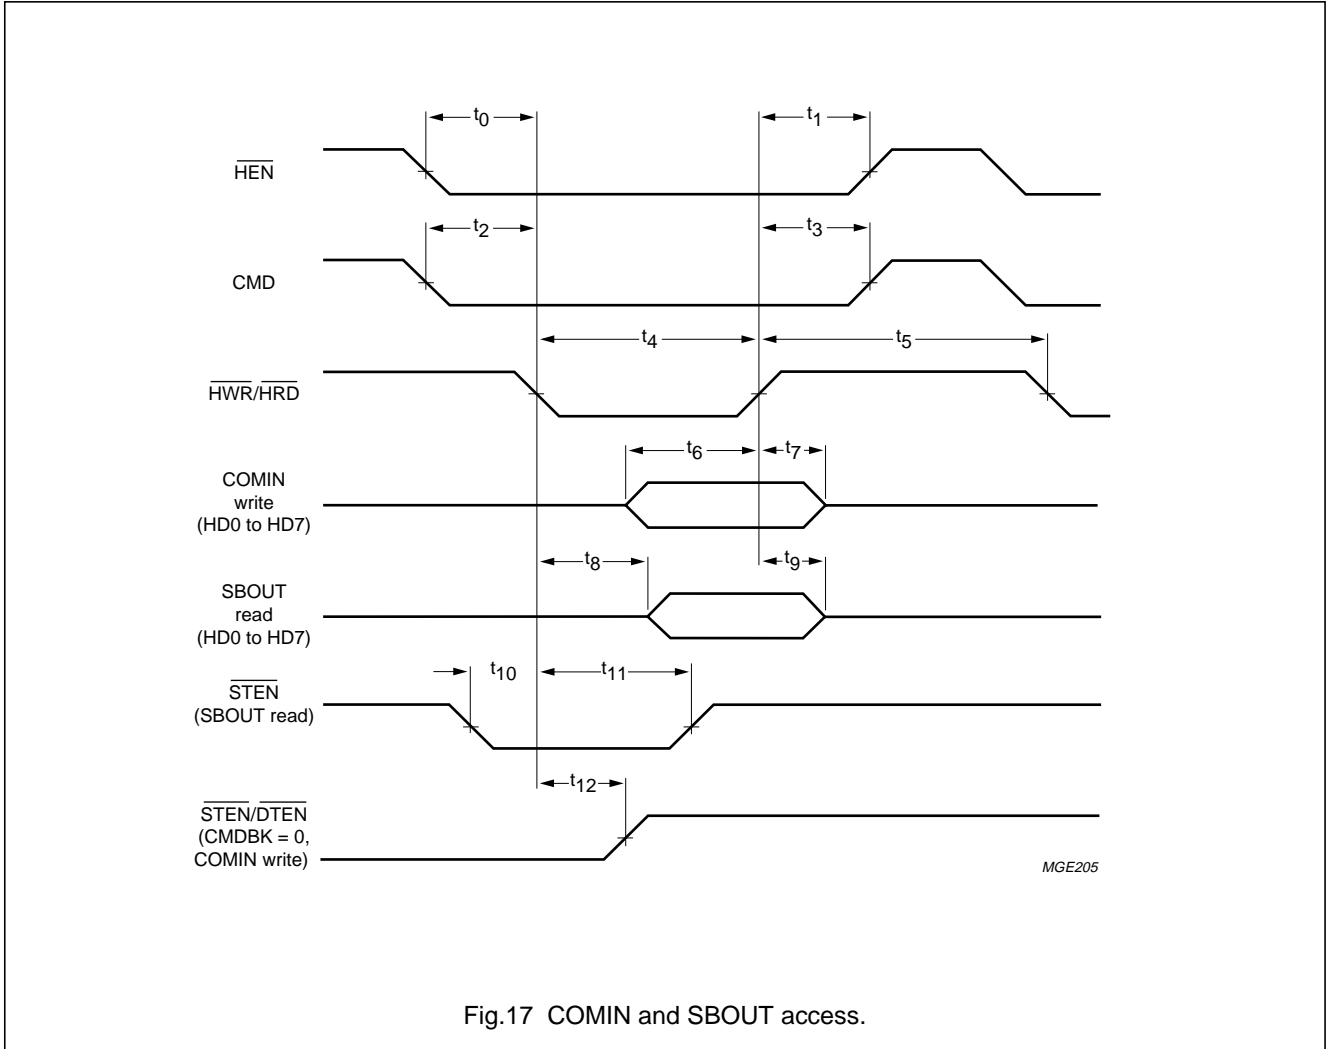 t0
t1
HEN
t2
t3
CMD
t4
t5
HWR/HRD
t6
t7
COMIN
write
(HD0 to HD7)
t8
t9
SBOUT
read
(HD0 to HD7)
t10
t11
STEN
(SBOUT read)
t12
STEN/DTEN
(CMDBK = 0,
COMIN write)
MGE205
Fig.17 COMIN and SBOUT access.